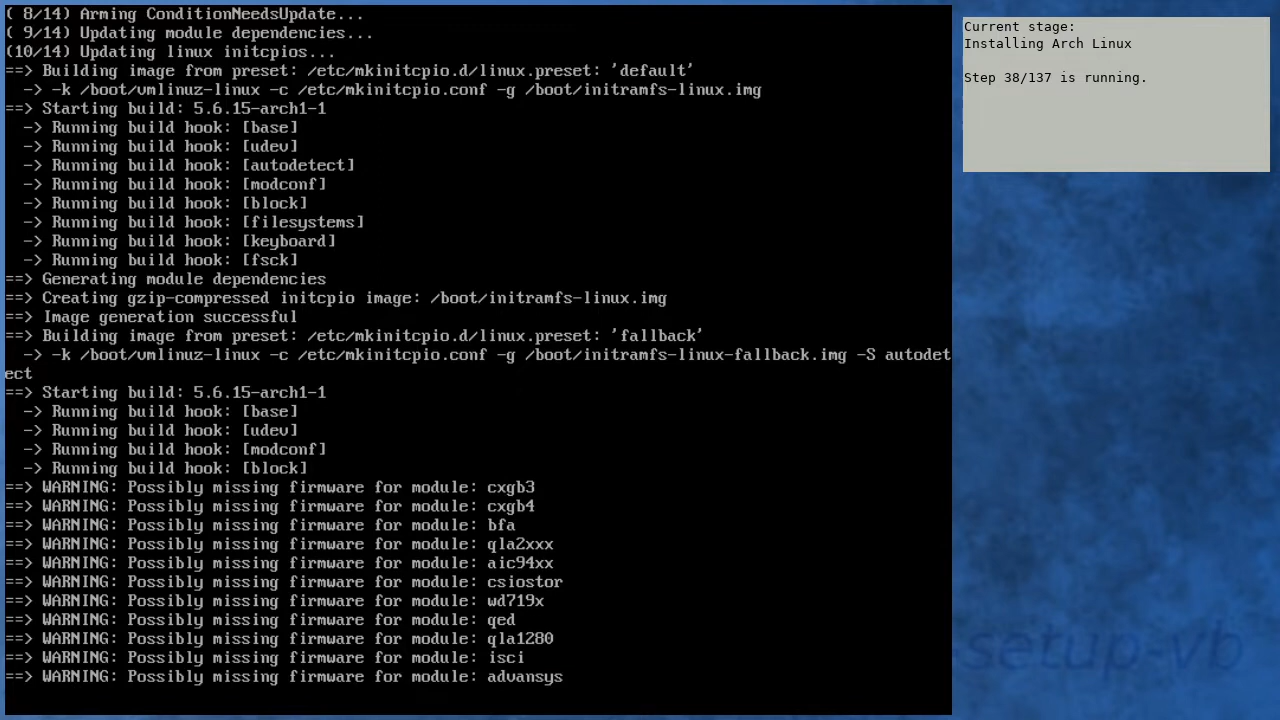 ( 8/14) Arming ConditionNeedsUpdate...
( 9/14) Updating module dependencies...
(10/14) Updating linux initcpios...
==> Building image from preset: /etc/mkinitcpio.d/linux.preset: 'default'
  -> -k /boot/vmlinuz-linux -c /etc/mkinitcpio.conf -g /boot/initramfs-linux.img
==> Starting build: 5.6.15-arch1-1
  -> Running build hook: [base]
  -> Running build hook: [udev]
  -> Running build hook: [autodetect]
  -> Running build hook: [modconf]
  -> Running build hook: [block]
  -> Running build hook: [filesystems]
  -> Running build hook: [keyboard]
  -> Running build hook: [fsck]
==> Generating module dependencies
==> Creating gzip-compressed initcpio image: /boot/initramfs-linux.img
==> Image generation successful
==> Building image from preset: /etc/mkinitcpio.d/linux.preset: 'fallback'
  -> -k /boot/vmlinuz-linux -c /etc/mkinitcpio.conf -g /boot/initramfs-linux-fallback.img -S autodet
ect
==> Starting build: 5.6.15-arch1-1
  -> Running build hook: [base]
  -> Running build hook: [udev]
  -> Running build hook: [modconf]
  -> Running build hook: [block]
==> WARNING: Possibly missing firmware for module: cxgb3
==> WARNING: Possibly missing firmware for module: cxgb4
==> WARNING: Possibly missing firmware for module: bfa
==> WARNING: Possibly missing firmware for module: qla2xxx
==> WARNING: Possibly missing firmware for module: aic94xx
==> WARNING: Possibly missing firmware for module: csiostor
==> WARNING: Possibly missing firmware for module: wd719x
==> WARNING: Possibly missing firmware for module: qed
==> WARNING: Possibly missing firmware for module: qla1280
==> WARNING: Possibly missing firmware for module: isci
==> WARNING: Possibly missing firmware for module: advansys
Current stage:
Installing Arch Linux
Step 38/137 is running.
setup-vb